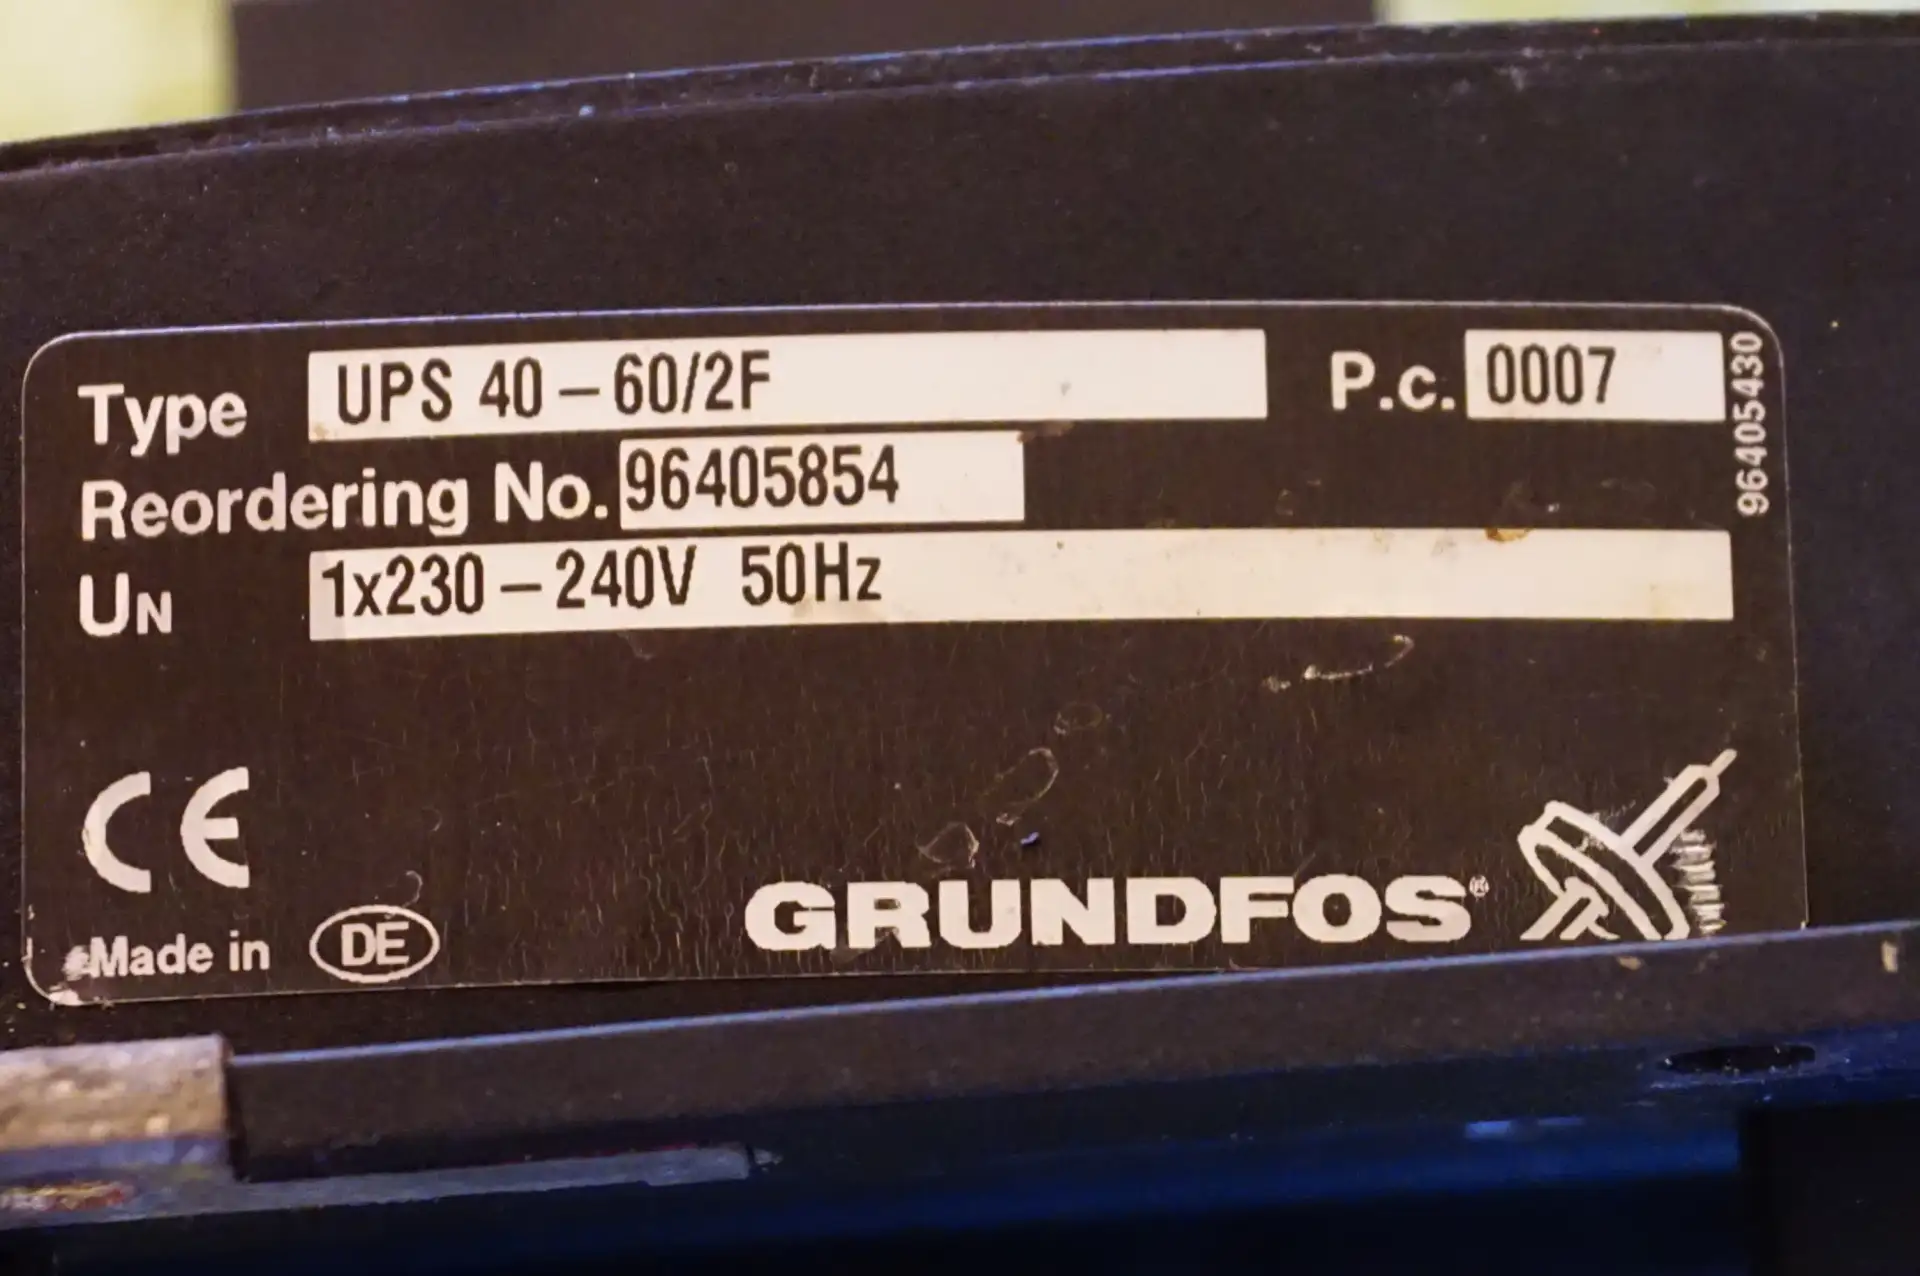 Type UPS 40 – 60/2F P.c. 0007
Reordering No. 96405854
UN 1x230 – 240V 50Hz
96405430
CE
Made in DE
GRUNDFOS®